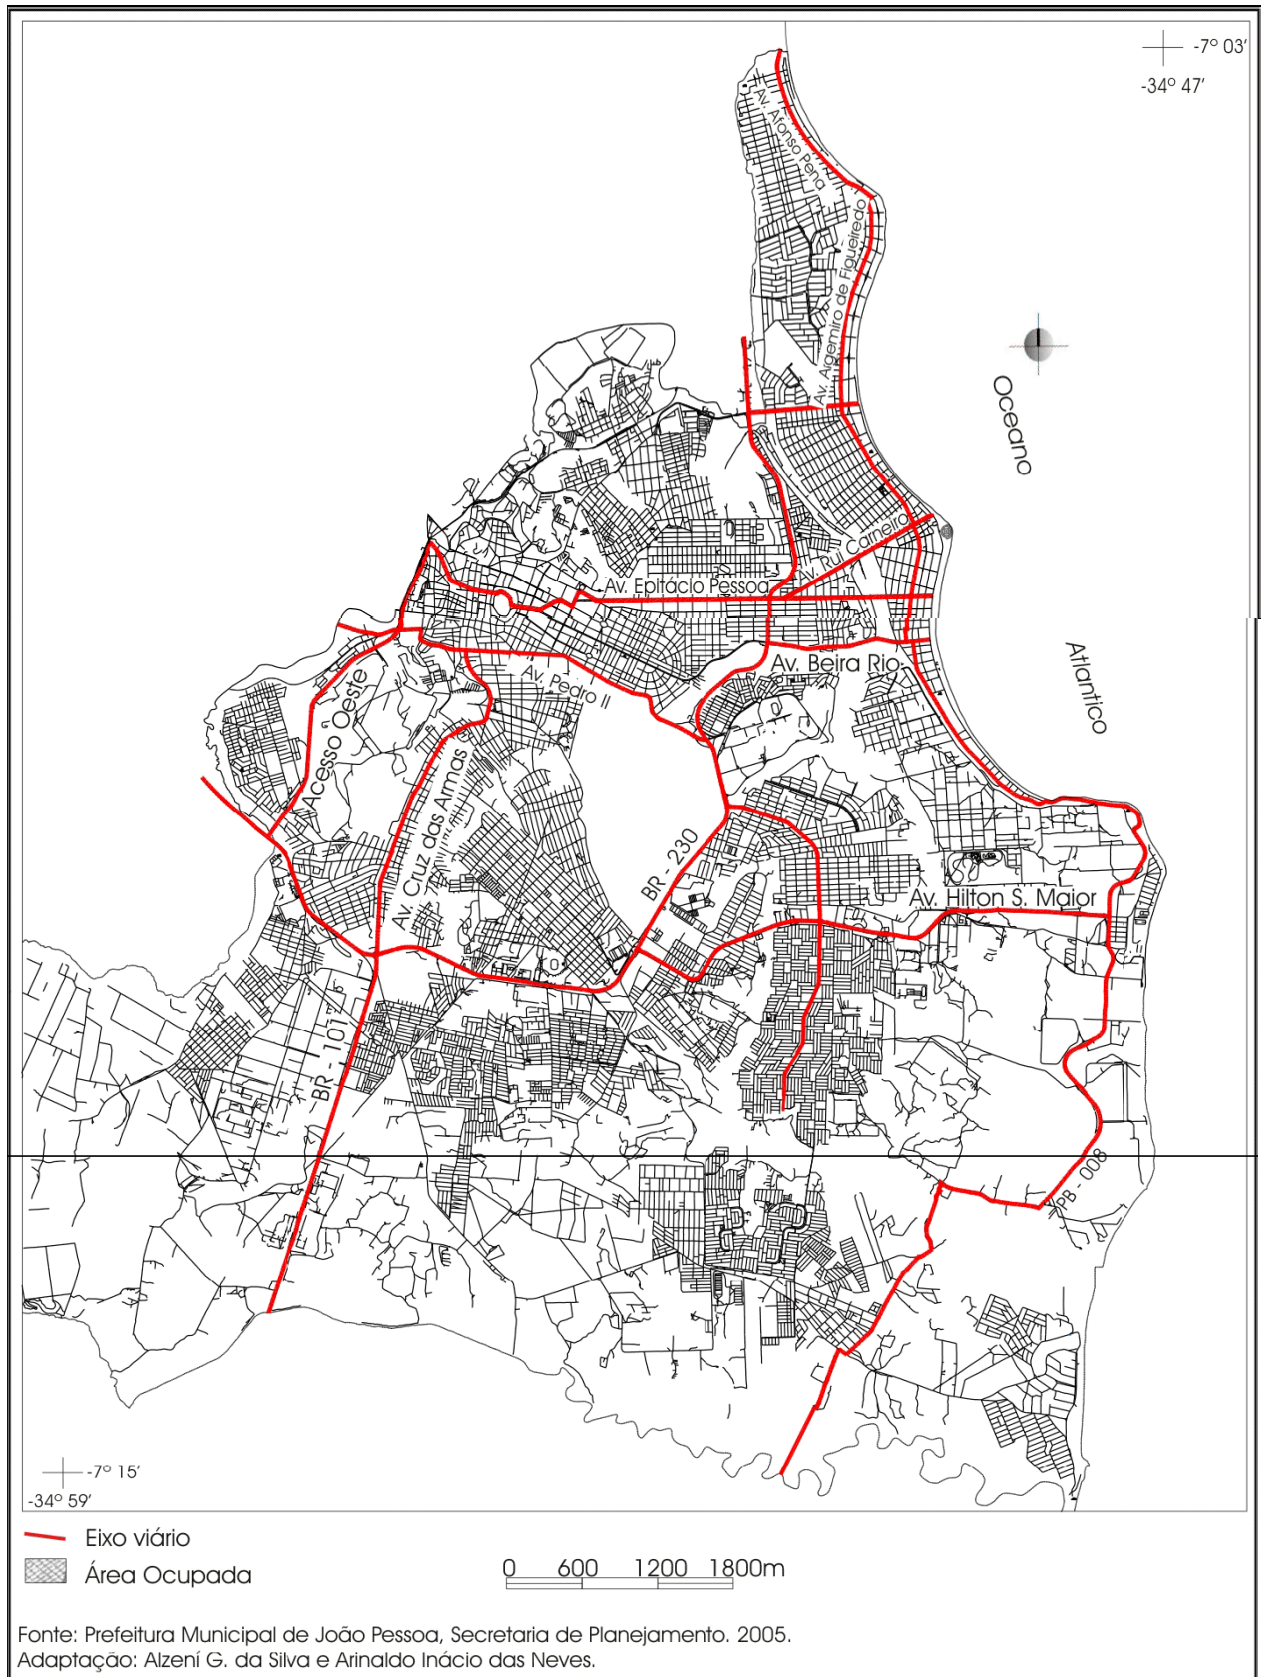 -7° 03'
-34° 47'
Av. Afonso Pena
Av. Algemiro de Figueiredo
Oceano
Av. Rui Carneiro
Av. Epitácio Pessoa
Atlantico
Av. Beira Rio
Av. Pedro II
Acesso Oeste
Av. Cruz das Armas
BR - 230
Av. Hilton S. Maior
BR - 101
PB - 008
-7° 15'
-34° 59'
Eixo viário
Área Ocupada
0 600 1200 1800m
Fonte: Prefeitura Municipal de João Pessoa, Secretaria de Planejamento. 2005.
Adaptação: Alzení G. da Silva e Arinaldo Inácio das Neves.